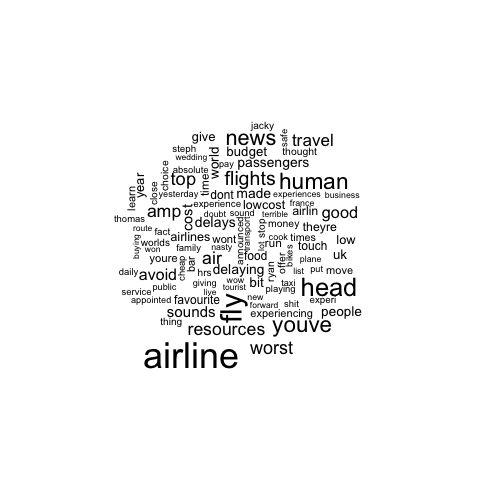 jacky
give news safe travel
steph budget thought
wedding world passengers
absolute choice
top time flights human
year yesterday dont made experiences business
learn close cost experience lowcost france
amp doubt sound terrible airlin good
thomas delays stop money theyre
route fact airlines wont announced transport lot run cook times low
buying worlds family nasty touch
won youre cheap bar air food bikes plane uk
daily avoid hrs delaying ryan offer list put move
public giving wow bit taxi
service live tourist playing head
appointed favourite fly new experi
sounds forward shit people
thing experiencing
resources youve
airline worst
pay